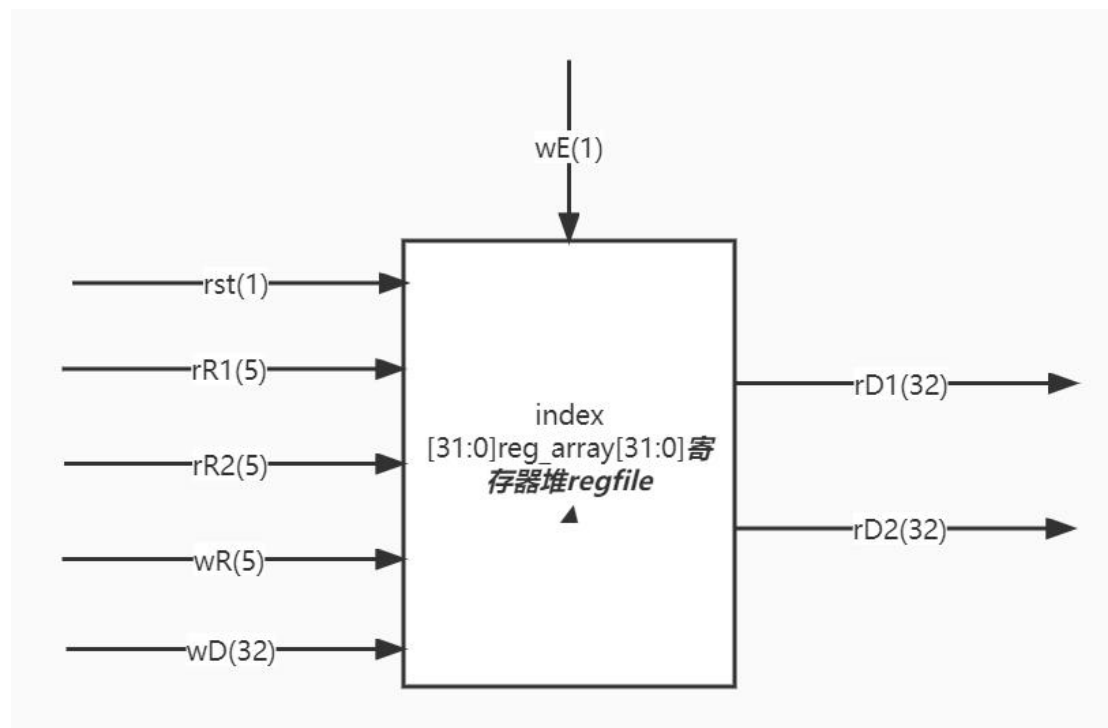 wE(1)
rst(1)
rR1(5)
rR2(5)
wR(5)
wD(32)
index
[31:0]reg_array[31:0]寄
存器堆regfile
rD1(32)
rD2(32)